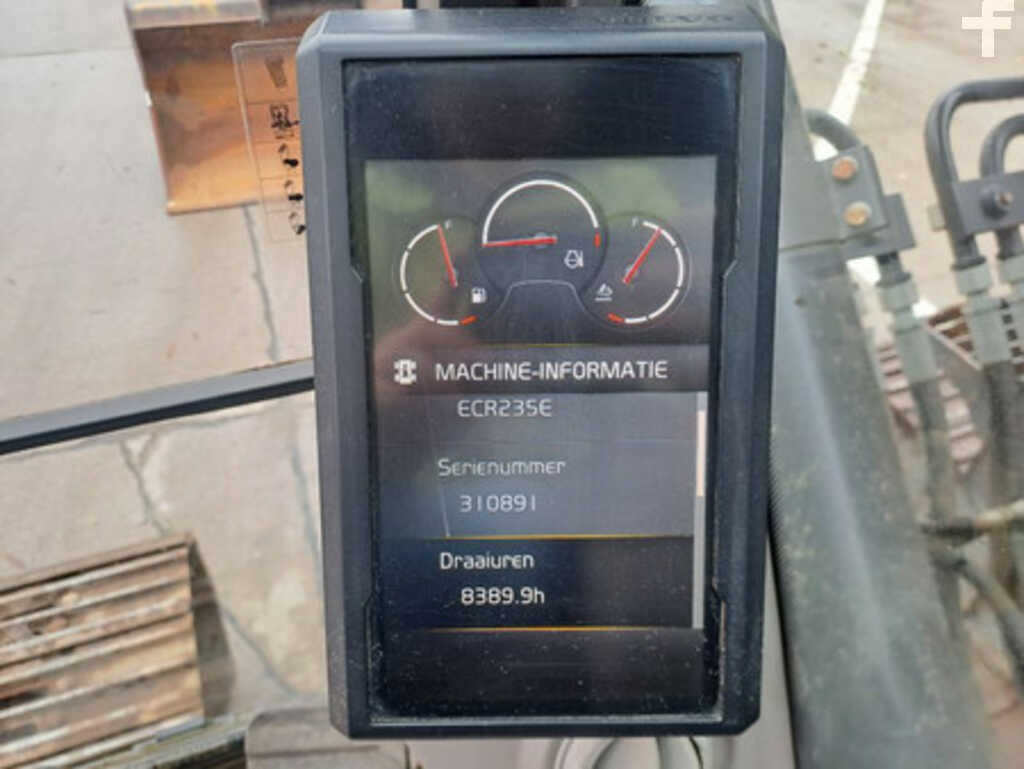 F
F
MACHINE-INFORMATIE
ECR235E
Serienummer
310891
Draaiuren
8389.9h
f